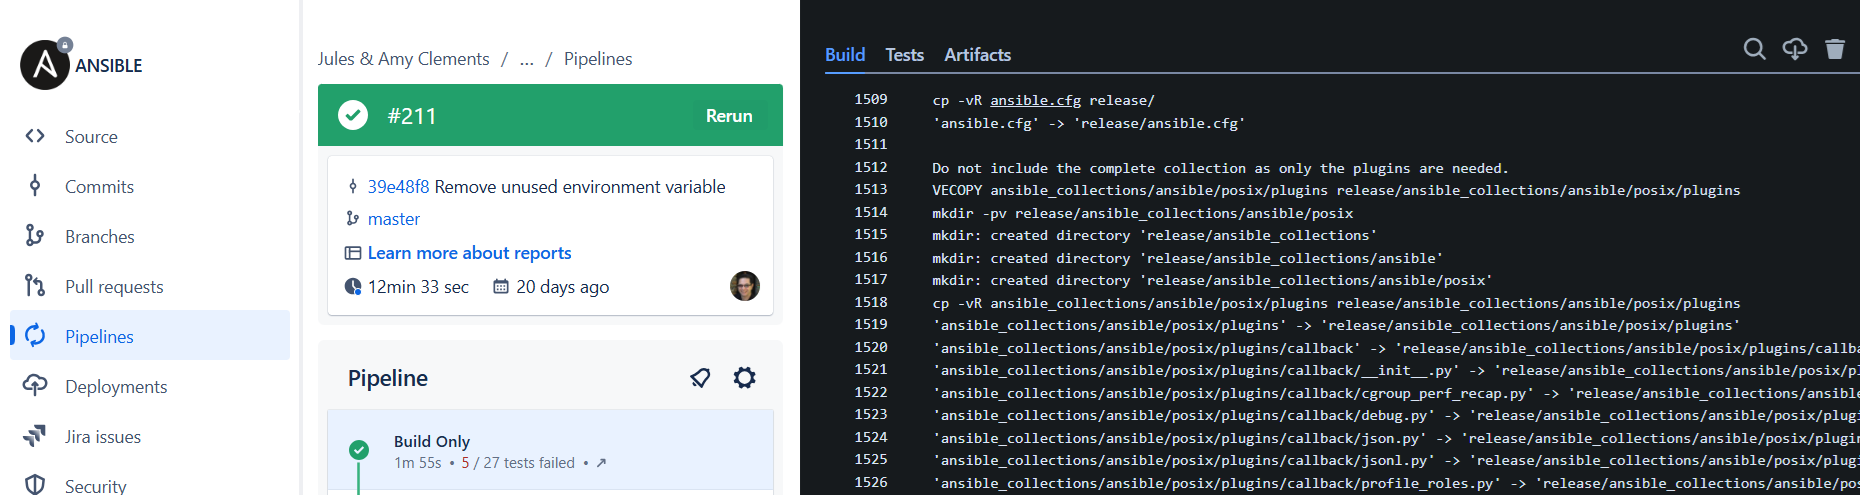 ANSIBLE
Source
Commits
Branches
Pull requests
Pipelines
Deployments
Jira issues
Security
Jules & Amy Clements / ... / Pipelines
#211 Rerun
39e48f8 Remove unused environment variable
master
Learn more about reports
12min 33 sec 20 days ago
Pipeline
Build Only
1m 55s • 5 / 27 tests failed • ↗
Build Tests Artifacts
1509 cp -vR ansible.cfg release/
1510 'ansible.cfg' -> 'release/ansible.cfg'
1511
1512 Do not include the complete collection as only the plugins are needed.
1513 VECOPY ansible_collections/ansible/posix/plugins release/ansible_collections/ansible/posix/plugins
1514 mkdir -pv release/ansible_collections/ansible/posix
1515 mkdir: created directory 'release/ansible_collections'
1516 mkdir: created directory 'release/ansible_collections/ansible'
1517 mkdir: created directory 'release/ansible_collections/ansible/posix'
1518 cp -vR ansible_collections/ansible/posix/plugins release/ansible_collections/ansible/posix/plugins
1519 'ansible_collections/ansible/posix/plugins' -> 'release/ansible_collections/ansible/posix/plugins'
1520 'ansible_collections/ansible/posix/plugins/callback' -> 'release/ansible_collections/ansible/posix/plugins/callba
1521 'ansible_collections/ansible/posix/plugins/callback/__init__.py' -> 'release/ansible_collections/ansible/posix/pl
1522 'ansible_collections/ansible/posix/plugins/callback/cgroup_perf_recap.py' -> 'release/ansible_collections/ansible
1523 'ansible_collections/ansible/posix/plugins/callback/debug.py' -> 'release/ansible_collections/ansible/posix/plugi
1524 'ansible_collections/ansible/posix/plugins/callback/json.py' -> 'release/ansible_collections/ansible/posix/plugin
1525 'ansible_collections/ansible/posix/plugins/callback/jsonl.py' -> 'release/ansible_collections/ansible/posix/plugi
1526 'ansible_collections/ansible/posix/plugins/callback/profile_roles.py' -> 'release/ansible_collections/ansible/pos